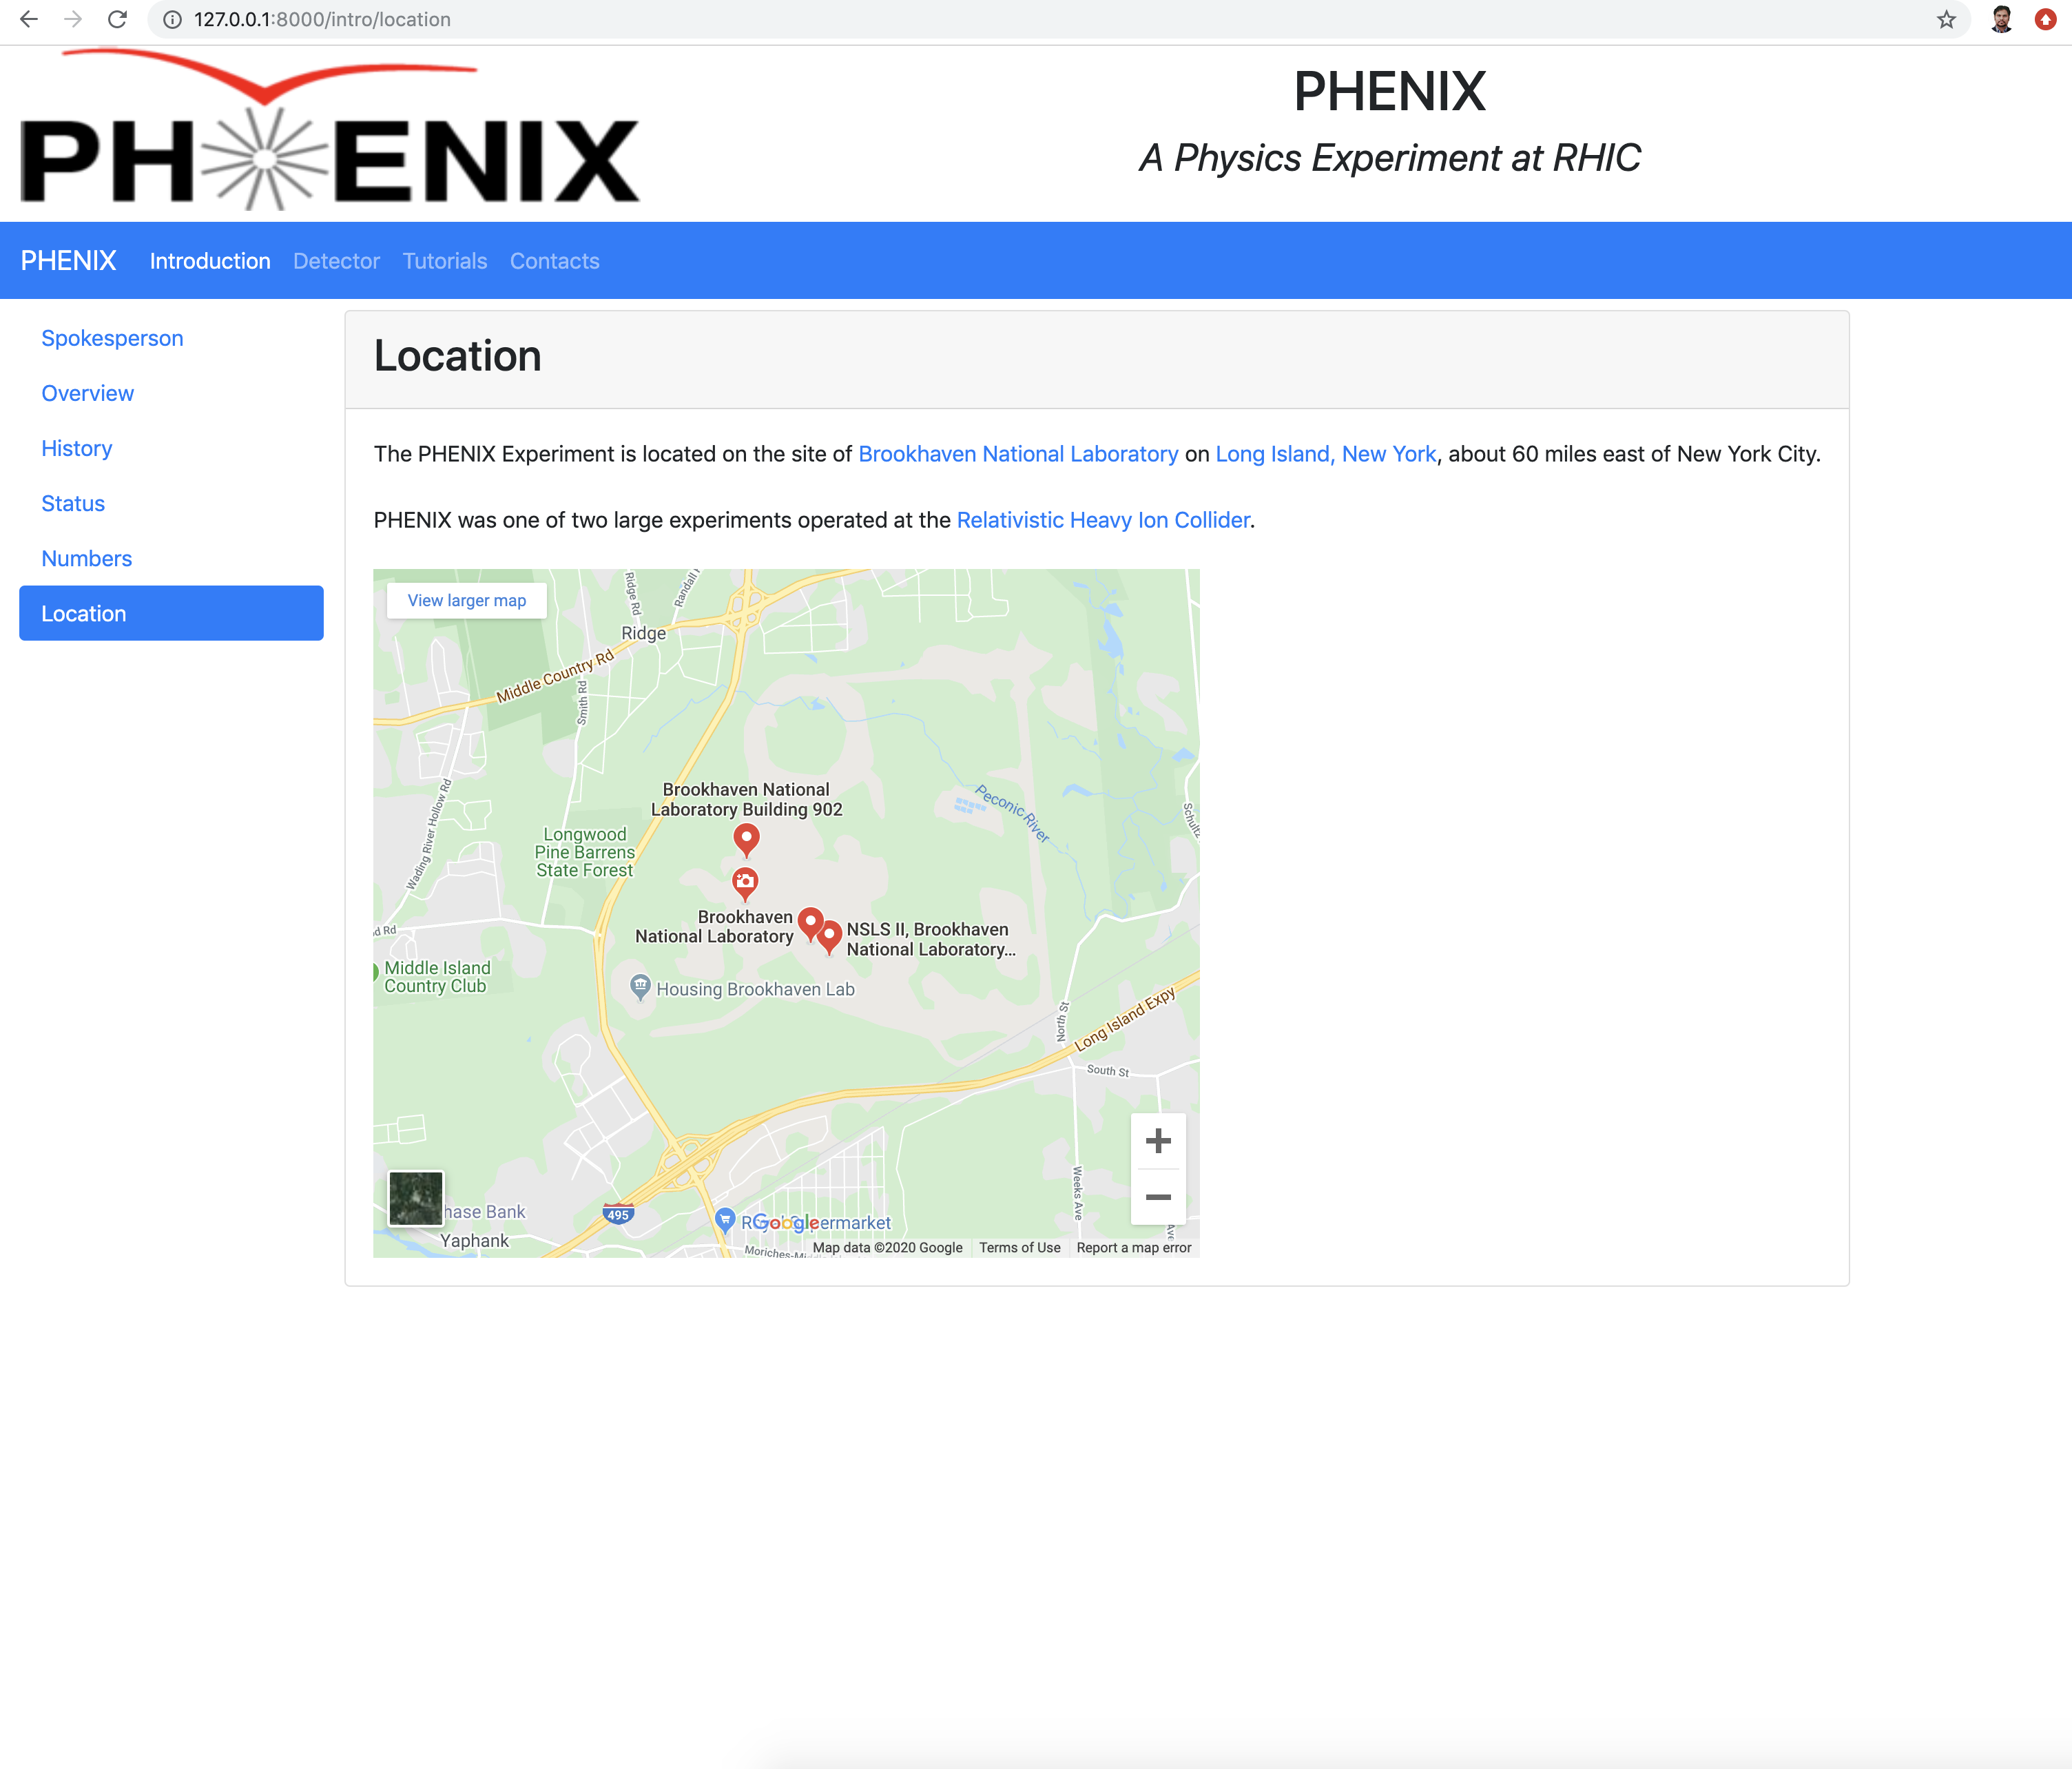 127.0.0.1:8000/intro/location
PHENIX
PHENIX
A Physics Experiment at RHIC
PHENIX Introduction Detector Tutorials Contacts
Spokesperson
Overview
History
Status
Numbers
Location
Location
The PHENIX Experiment is located on the site of Brookhaven National Laboratory on Long Island, New York, about 60 miles east of New York City.
PHENIX was one of two large experiments operated at the Relativistic Heavy Ion Collider.
View larger map
Ridge Rd
Ridge
Middle Country Rd
Smith Rd
Wading River Hollow Rd
Brookhaven National
Laboratory Building 902
Longwood
Pine Barrens
State Forest
Peconic River
Brookhaven
National Laboratory
NSLS II, Brookhaven
National Laboratory...
Middle Island
Country Club
Housing Brookhaven Lab
North St
Long Island Expy
South St
Weeks Ave
hase Bank
Yaphank
495
Google
ermarket
Map data ©2020 Google
Terms of Use
Report a map error